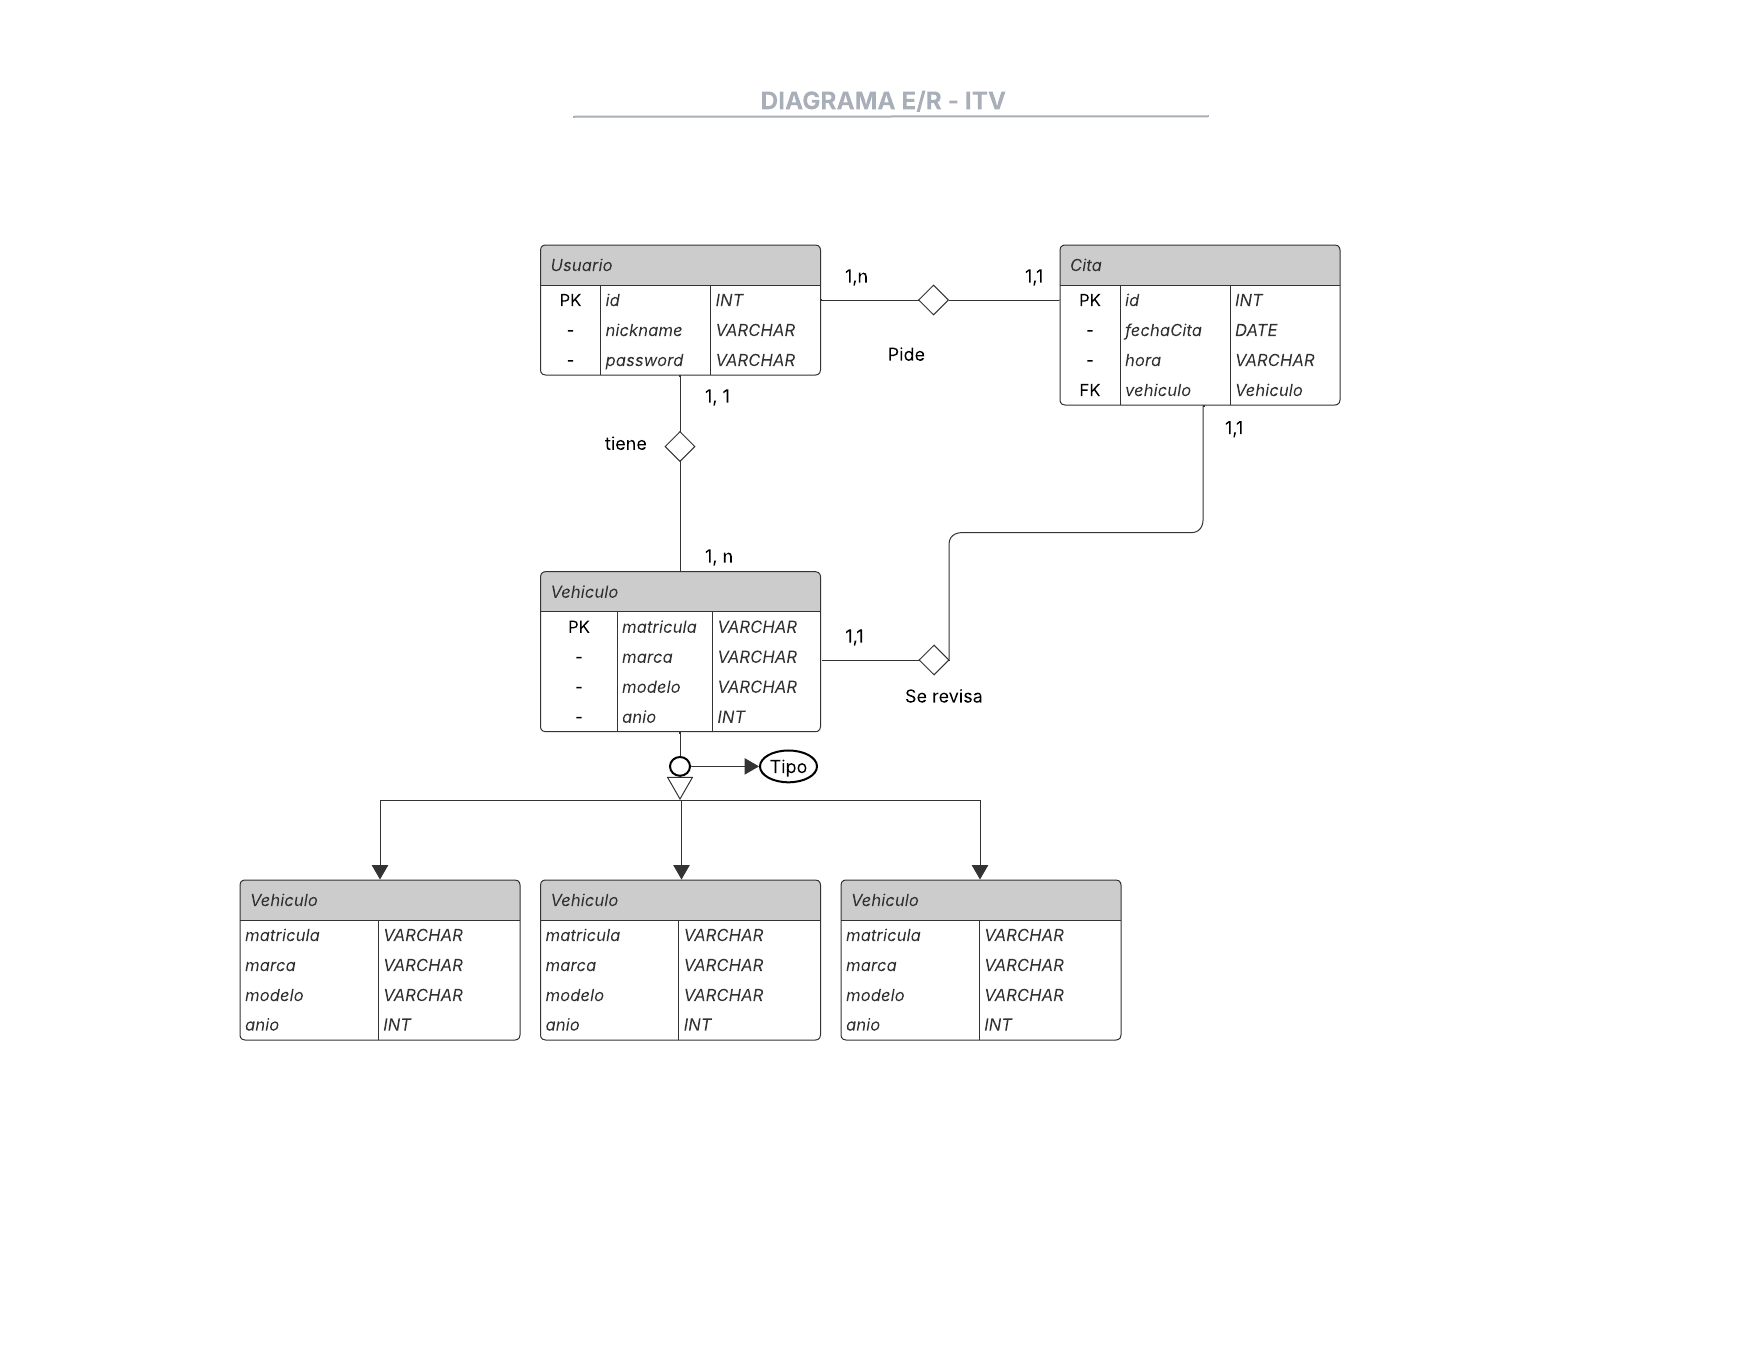 DIAGRAMA E/R - ITV
Usuario
PK id INT
- nickname VARCHAR
- password VARCHAR
1,n
1,1
Pide
Cita
PK id INT
- fechaCita DATE
- hora VARCHAR
FK vehiculo Vehiculo
1, 1
tiene
1, n
1,1
Vehiculo
PK matricula VARCHAR
- marca VARCHAR
- modelo VARCHAR
- anio INT
1,1
Se revisa
Tipo
Vehiculo
matricula VARCHAR
marca VARCHAR
modelo VARCHAR
anio INT
Vehiculo
matricula VARCHAR
marca VARCHAR
modelo VARCHAR
anio INT
Vehiculo
matricula VARCHAR
marca VARCHAR
modelo VARCHAR
anio INT